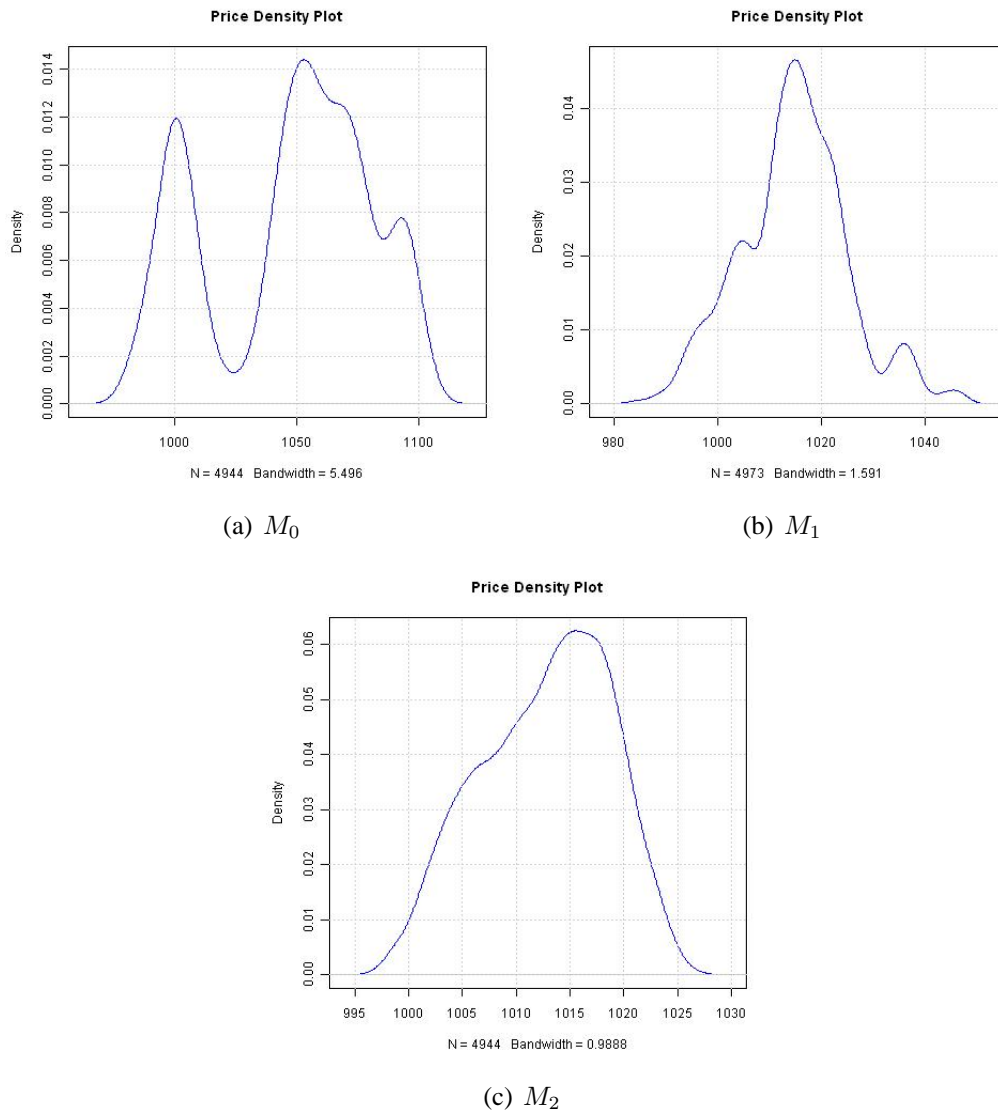 Price Density Plot
Density
0.000 0.002 0.004 0.006 0.008 0.010 0.012 0.014
1000 1050 1100
N = 4944 Bandwidth = 5.496
(a) M0
Price Density Plot
Density
0.00 0.01 0.02 0.03 0.04
980 1000 1020 1040
N = 4973 Bandwidth = 1.591
(b) M1
Price Density Plot
Density
0.00 0.01 0.02 0.03 0.04 0.05 0.06
995 1000 1005 1010 1015 1020 1025 1030
N = 4944 Bandwidth = 0.9888
(c) M2